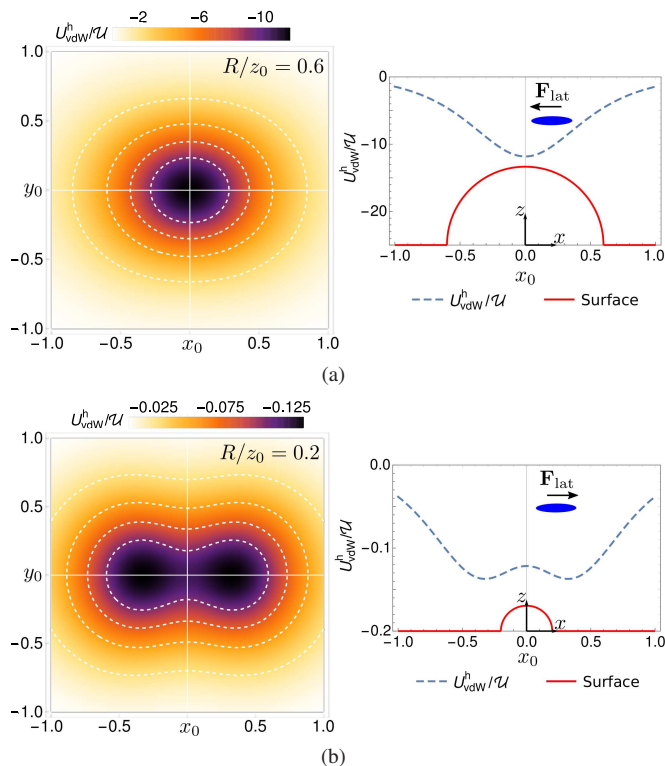 −2 −6 −10
U^h_vdW/𝒰
1.0
0.5
y₀ 0
−0.5
−1.0
R/z₀ = 0.6
−1.0 −0.5 x₀ 0.5 1.0
0
−10
−20
U^h_vdW/𝒰
F_lat
z
x
-1.0 -0.5 0.0 0.5 1.0
x₀
U^h_vdW/𝒰 Surface
(a)
−0.025 −0.075 −0.125
U^h_vdW/𝒰
1.0
0.5
y₀ 0
−0.5
−1.0
R/z₀ = 0.2
−1.0 −0.5 x₀ 0.5 1.0
0.0
−0.1
−0.2
U^h_vdW/𝒰
F_lat
z
x
-1.0 -0.5 0.0 0.5 1.0
x₀
U^h_vdW/𝒰 Surface
(b)